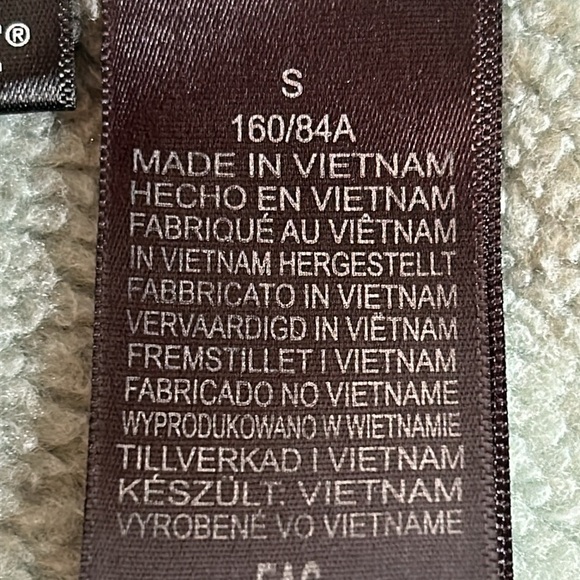 ®
S
160/84A
MADE IN VIETNAM
HECHO EN VIETNAM
FABRIQUÉ AU VIÊTNAM
IN VIETNAM HERGESTELLT
FABBRICATO IN VIETNAM
VERVAARDIGD IN VIËTNAM
FREMSTILLET I VIETNAM
FABRICADO NO VIETNAME
WYPRODUKOWANO W WIETNAMIE
TILLVERKAD I VIETNAM
KÉSZÜLT: VIETNAM
VYROBENÉ VO VIETNAME